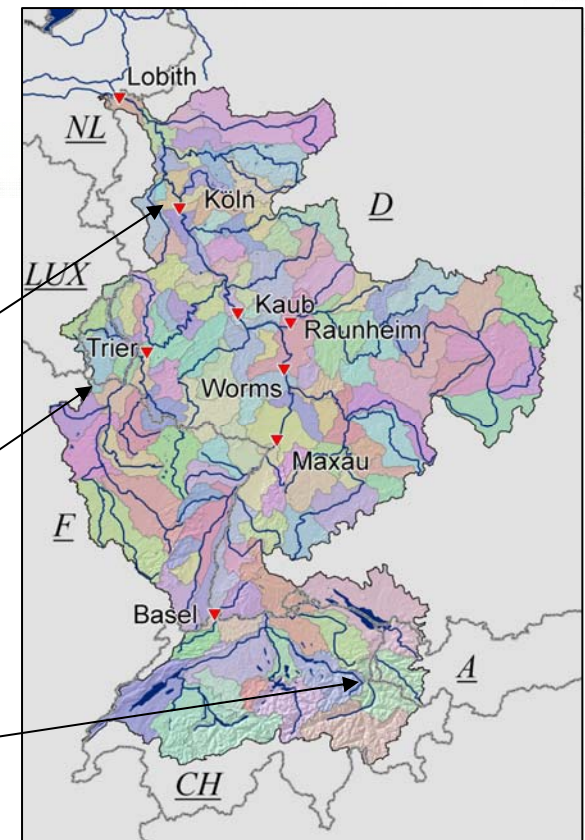 Lobith
NL
Köln
D
LUX
Kaub
Raunheim
Trier
Worms
Maxau
F
Basel
A
CH